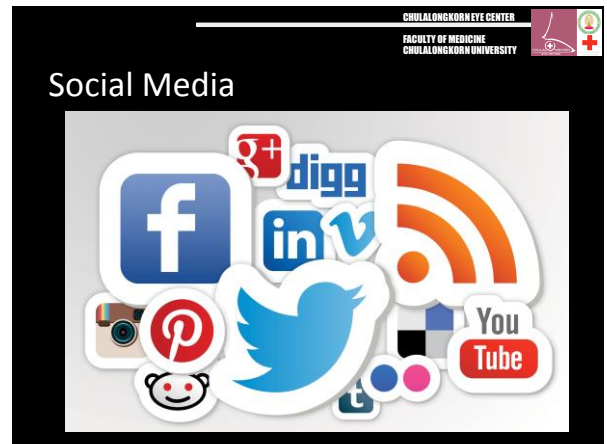 CHULALONGKORN EYE CENTER
FACULTY OF MEDICINE
CHULALONGKORN UNIVERSITY
Social Media
g+
digg
f
in
v
You
Tube
t